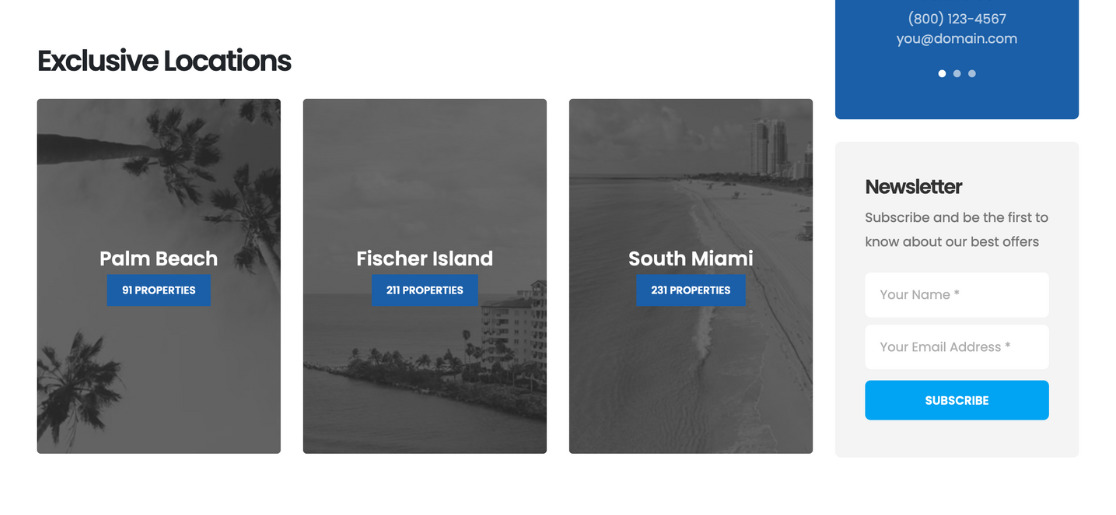 (800) 123-4567
you@domain.com
Exclusive Locations
Palm Beach
91 PROPERTIES
Fischer Island
211 PROPERTIES
South Miami
231 PROPERTIES
Newsletter
Subscribe and be the first to
know about our best offers
Your Name *
Your Email Address *
SUBSCRIBE